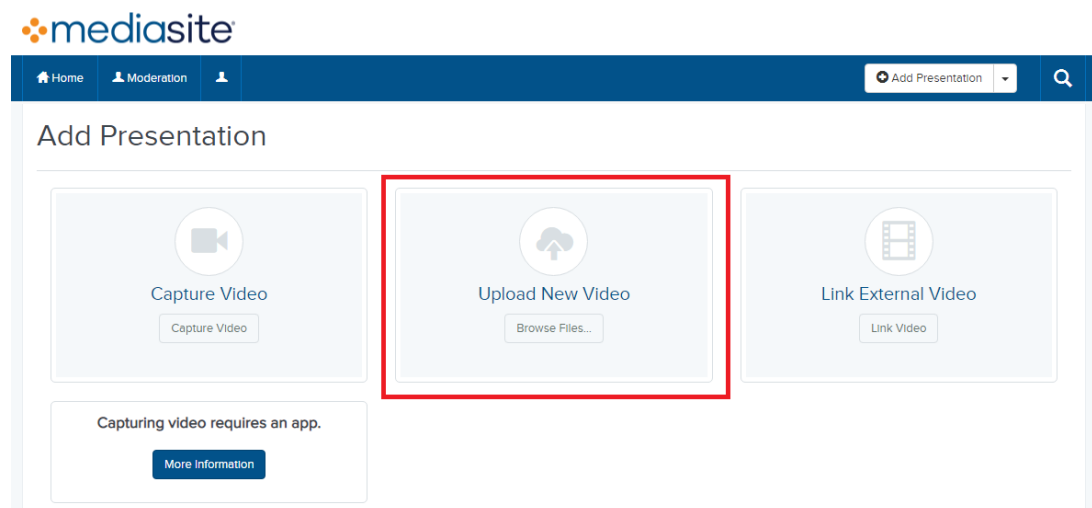 mediasite
Home Moderation Add Presentation
Add Presentation
Capture Video Upload New Video Link External Video
Capture Video Browse Files... Link Video
Capturing video requires an app.
More Information